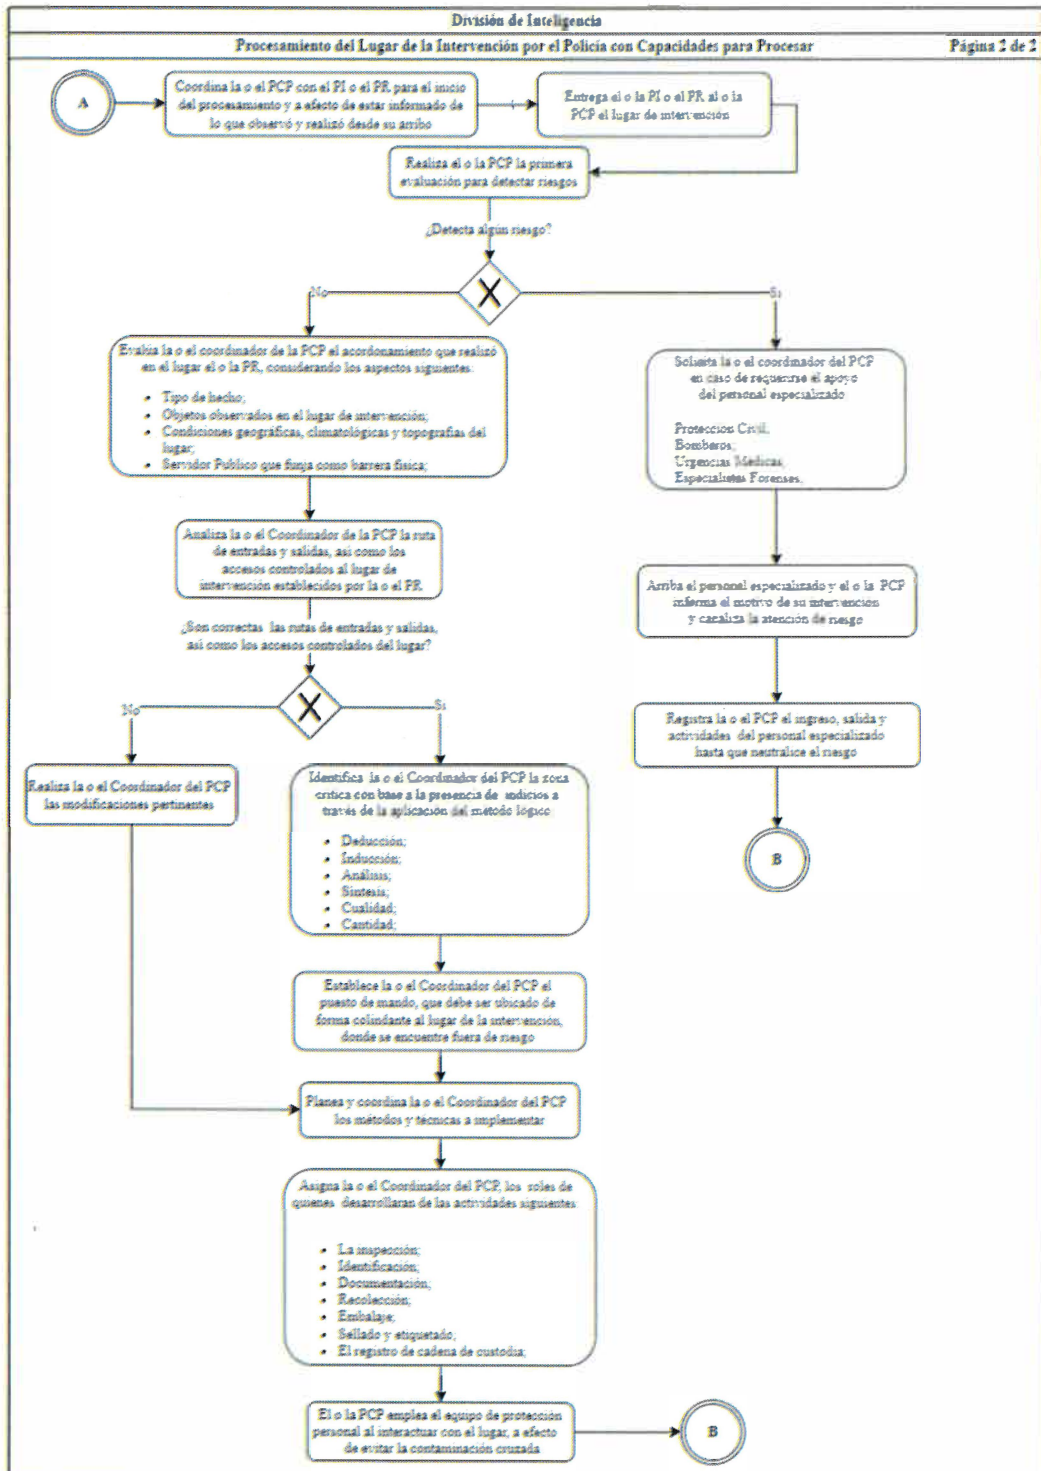 División de Inteligencia
Procesamiento del Lugar de la Intervención por el Policía con Capacidades para Procesar
Página 2 de 2
A
Coordina la o el PCP con el PI o el PR para el inicio
del procesamiento y a efecto de estar informado de
lo que observó y realizó desde su arribo
Entrega el o la PI o el PR al o la
PCP el lugar de intervención
Realiza el o la PCP la primera
evaluación para detectar riesgos
¿Detecta algún riesgo?
No
Si
Evalúa la o el coordinador de la PCP el acordonamiento que realizó
en el lugar el o la PR, considerando los aspectos siguientes:
• Tipo de hecho;
• Objetos observados en el lugar de intervención;
• Condiciones geográficas, climatológicas y topografías del
lugar;
• Servidor Publico que funja como barrera física;
Solicita la o el coordinador del PCP
en caso de requerirse el apoyo
del personal especializado
Protección Civil,
Bomberos;
Urgencias Medicas;
Especialistas Forenses.
Analiza la o el Coordinador de la PCP la ruta
de entradas y salidas, así como los
accesos controlados al lugar de
intervención establecidos por la o el PR
Arriba el personal especializado y el o la PCP
informa el motivo de su intervención
y canaliza la atención de riesgo
¿Son correctas las rutas de entradas y salidas,
así como los accesos controlados del lugar?
No
Si
Registra la o el PCP el ingreso, salida y
actividades del personal especializado
hasta que neutralice el riesgo
Realiza la o el Coordinador del PCP
las modificaciones pertinentes
Identifica la o el Coordinador del PCP la zona
critica con base a la presencia de indicios a
través de la aplicación del método lógico
• Deducción;
• Inducción;
• Análisis;
• Síntesis;
• Cualidad;
• Cantidad;
B
Establece la o el Coordinador del PCP el
puesto de mando, que debe ser ubicado de
forma colindante al lugar de la intervención,
donde se encuentre fuera de riesgo
Planea y coordina la o el Coordinador del PCP
los métodos y técnicas a implementar
Asigna la o el Coordinador del PCP, los roles de
quienes desarrollaran de las actividades siguientes
• La inspección;
• Identificación;
• Documentación;
• Recolección;
• Embalaje;
• Sellado y etiquetado;
• El registro de cadena de custodia;
El o la PCP emplea el equipo de protección
personal al interactuar con el lugar, a efecto
de evitar la contaminación cruzada
B